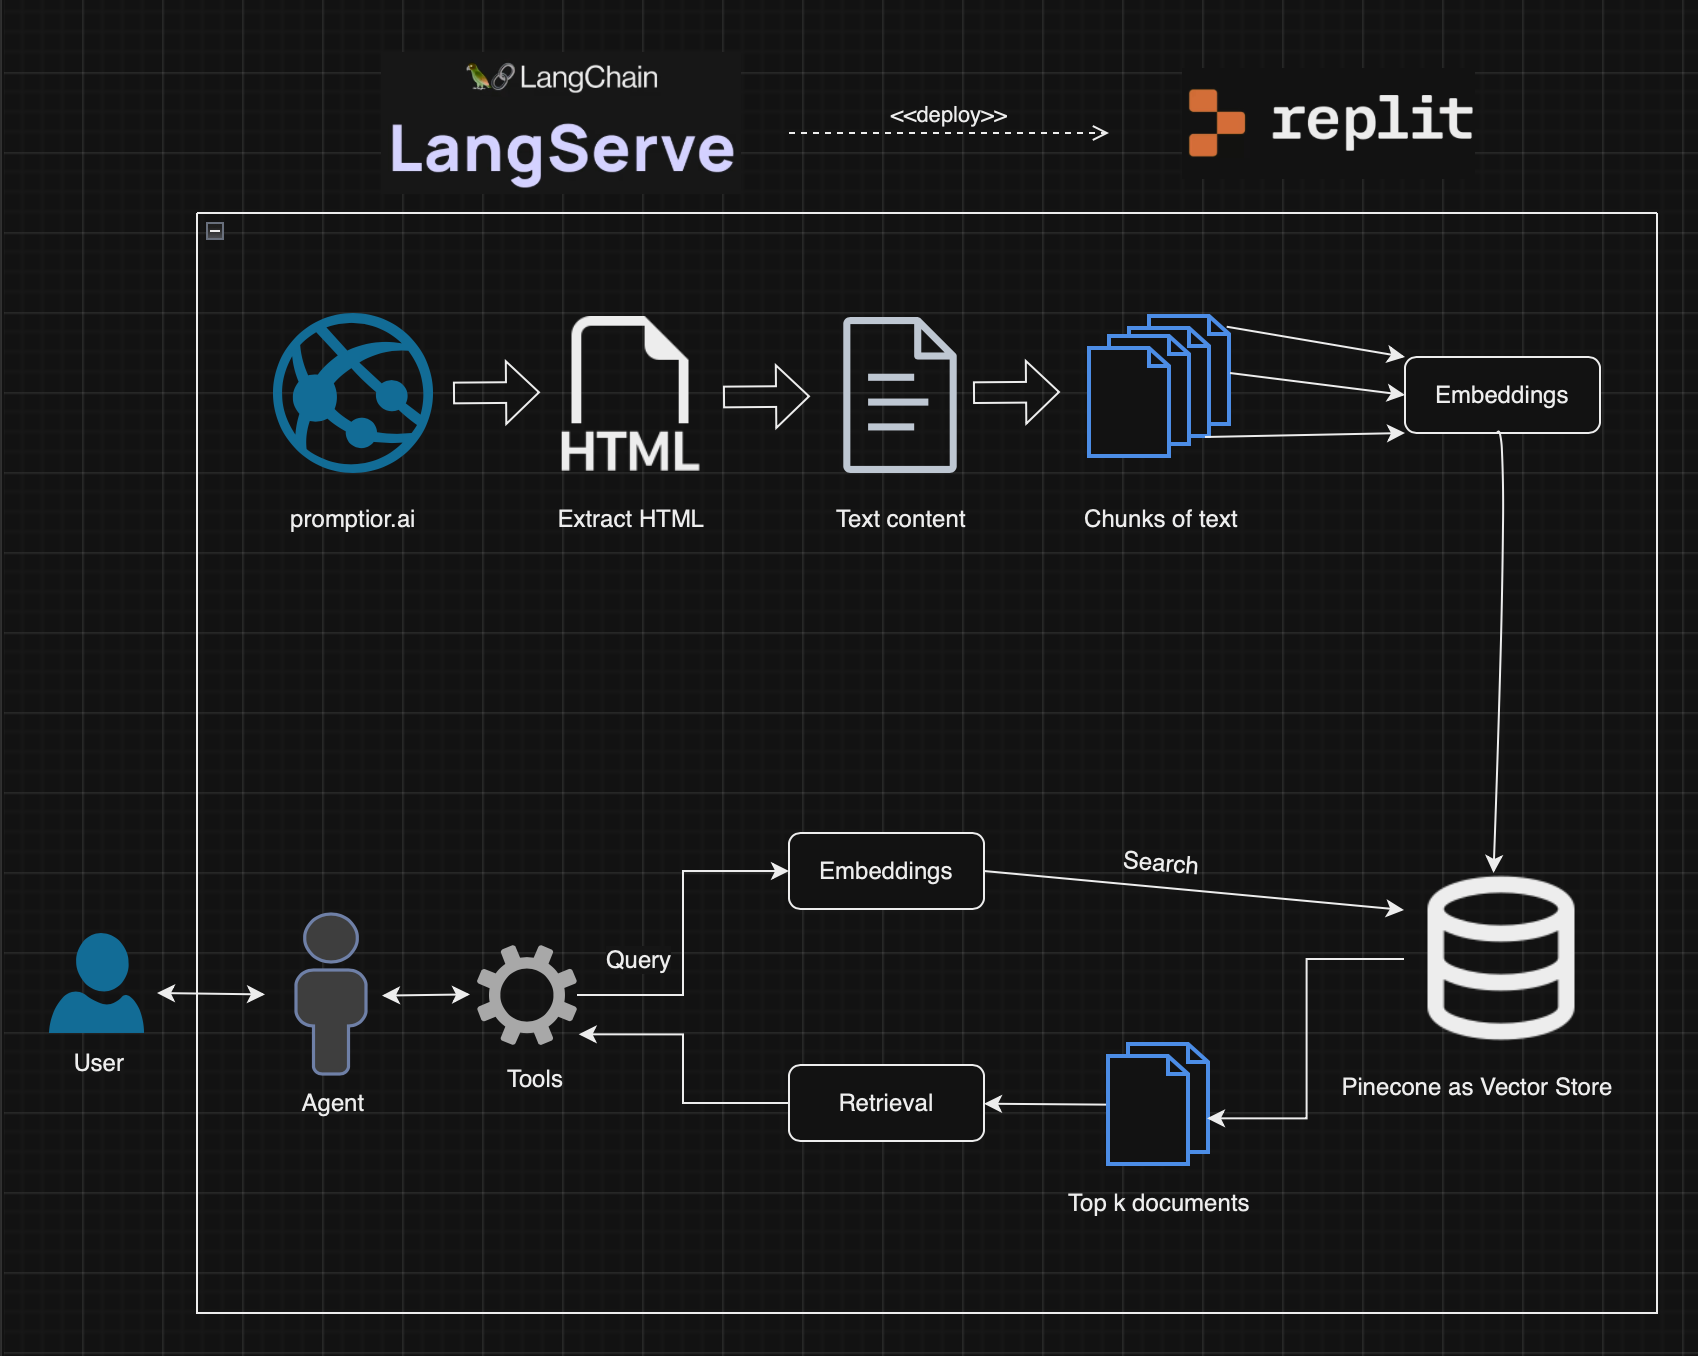 LangChain
LangServe
<<deploy>>
replit
HTML
Embeddings
promptior.ai
Extract HTML
Text content
Chunks of text
Embeddings
Search
Query
User
Agent
Tools
Retrieval
Pinecone as Vector Store
Top k documents